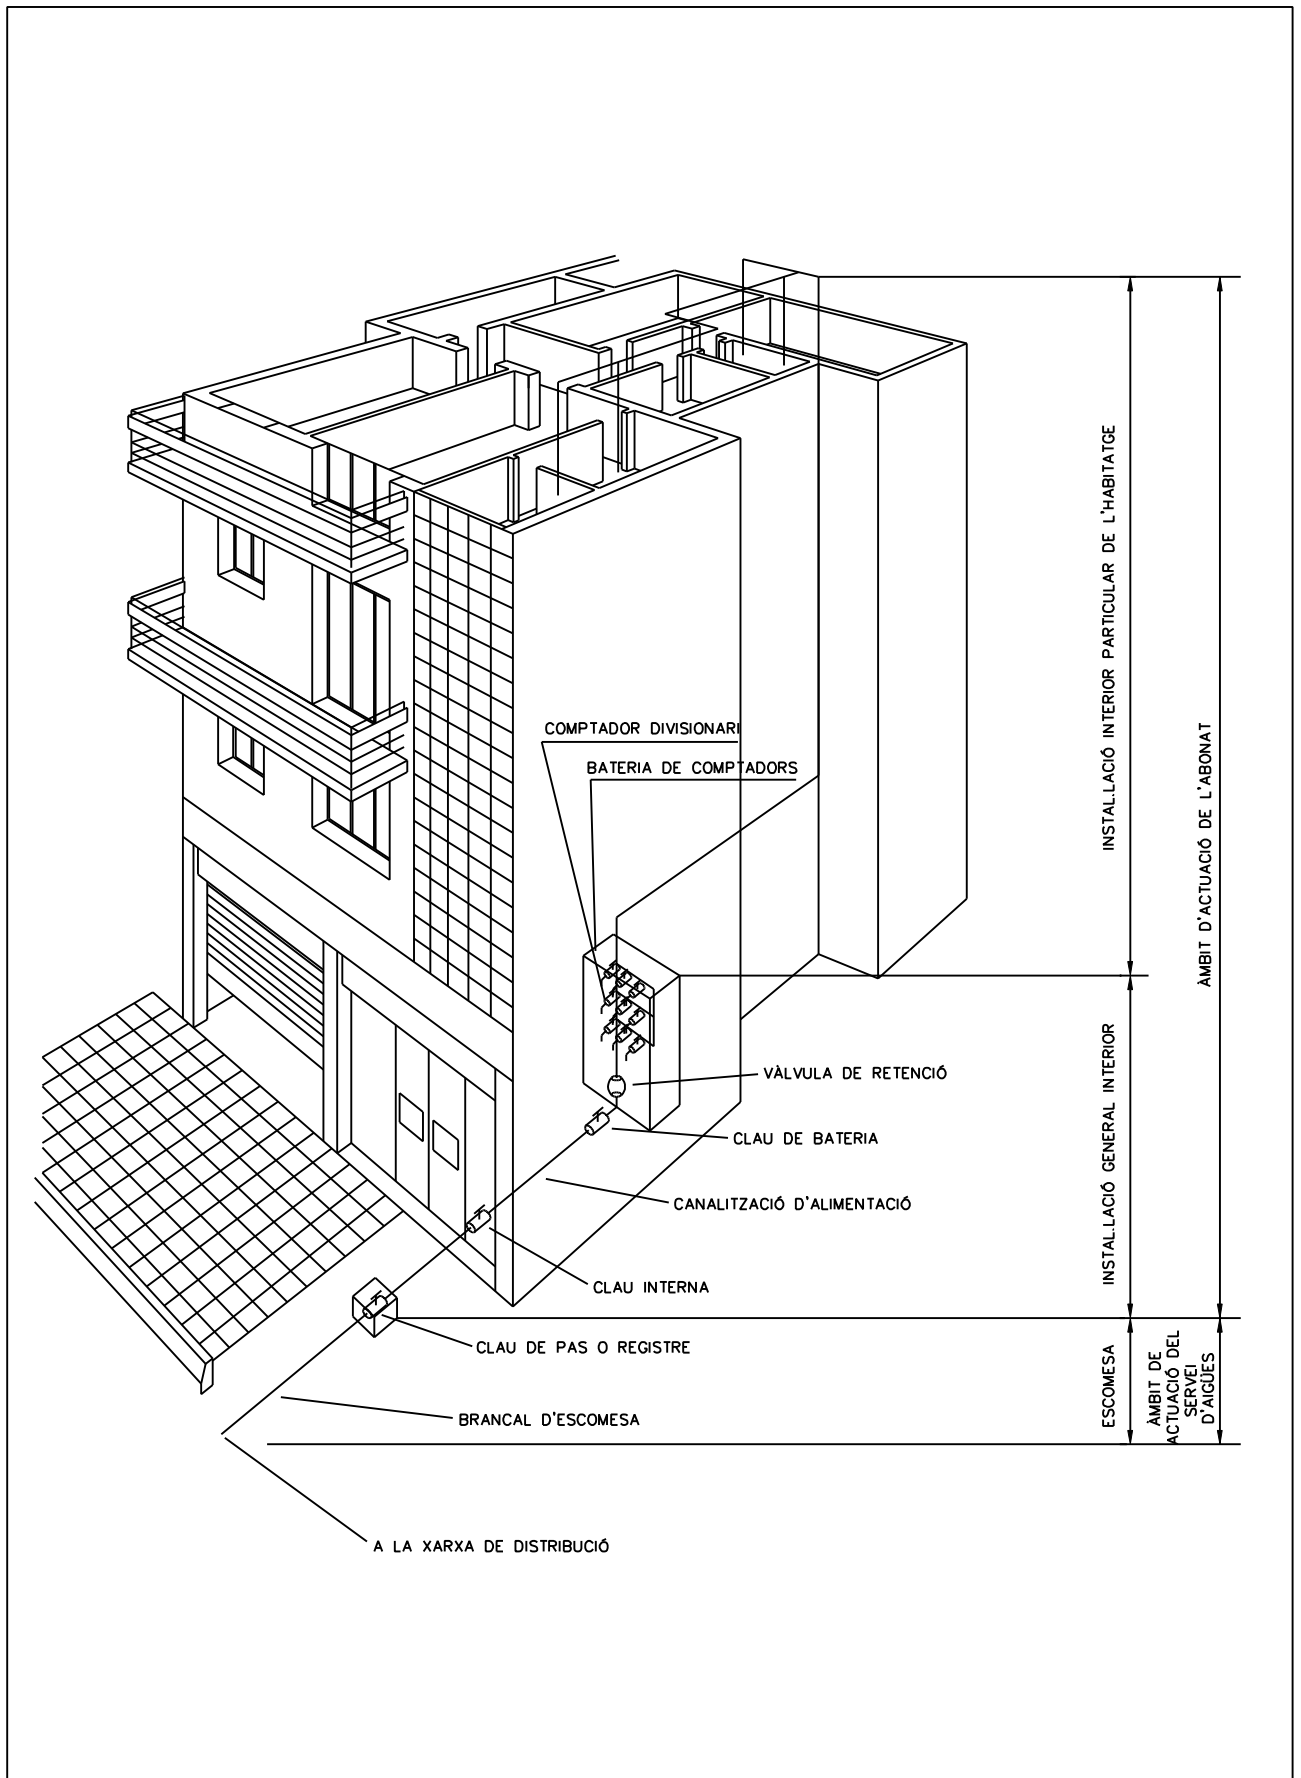 COMPTADOR DIVISIONARI
BATERIA DE COMPTADORS
VÀLVULA DE RETENCIÓ
CLAU DE BATERIA
CANALITZACIÓ D'ALIMENTACIÓ
CLAU INTERNA
CLAU DE PAS O REGISTRE
BRANCAL D'ESCOMESA
A LA XARXA DE DISTRIBUCIÓ
INSTAL.LACIÓ INTERIOR PARTICULAR DE L'HABITATGE
INSTAL.LACIÓ GENERAL INTERIOR
ESCOMESA
ÀMBIT D'ACTUACIÓ DE L'ABONAT
ÀMBIT DE
ACTUACIÓ DEL
SERVEI
D'AIGÜES